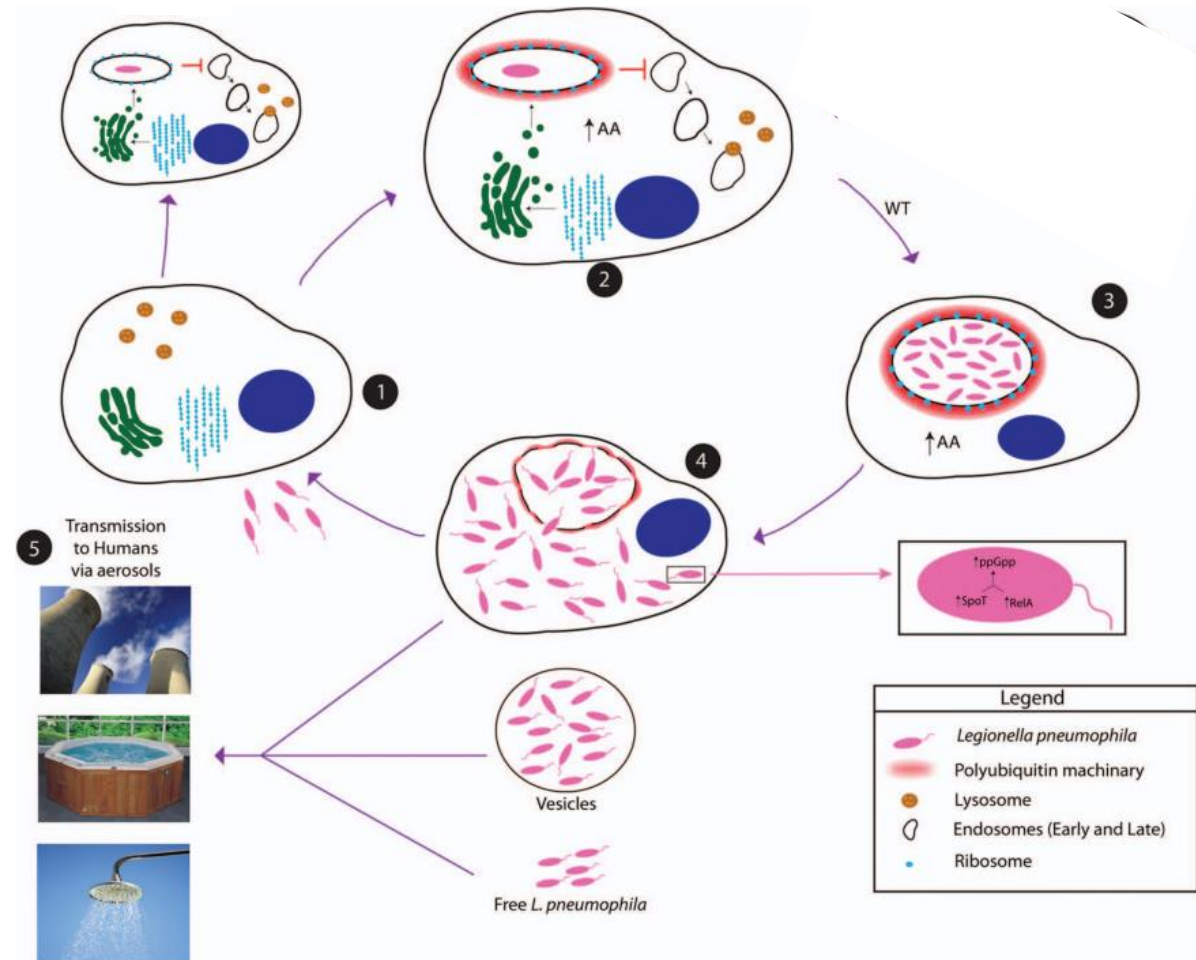 ↑AA
2
WT
3
1
↑AA
4
5
Transmission
to Humans
via aerosols
↑ppGpp
↑SpoT
↑RelA
Legend
Legionella pneumophila
Polyubiquitin machinary
Lysosome
Endosomes (Early and Late)
Ribosome
Vesicles
Free L. pneumophila